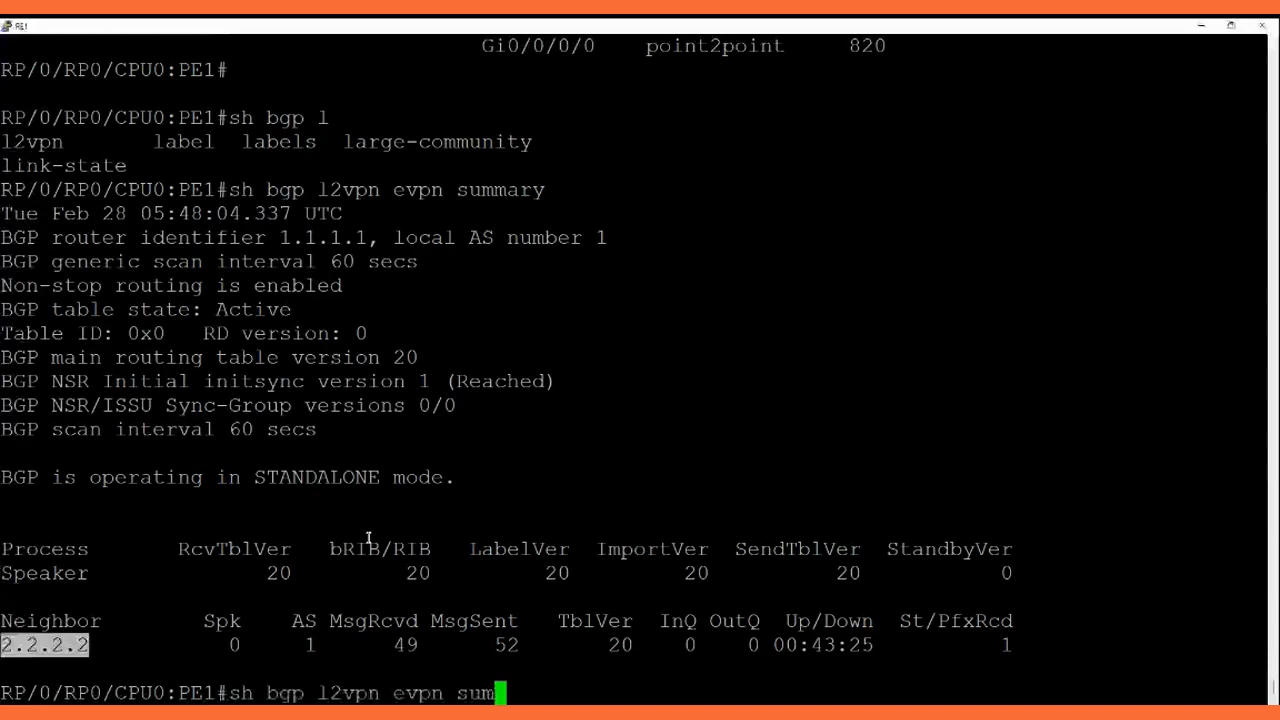 PE1
Gi0/0/0/0 point2point 820
RP/0/RP0/CPU0:PE1#
RP/0/RP0/CPU0:PE1#sh bgp l
l2vpn label labels large-community
link-state
RP/0/RP0/CPU0:PE1#sh bgp l2vpn evpn summary
Tue Feb 28 05:48:04.337 UTC
BGP router identifier 1.1.1.1, local AS number 1
BGP generic scan interval 60 secs
Non-stop routing is enabled
BGP table state: Active
Table ID: 0x0 RD version: 0
BGP main routing table version 20
BGP NSR Initial initsync version 1 (Reached)
BGP NSR/ISSU Sync-Group versions 0/0
BGP scan interval 60 secs
BGP is operating in STANDALONE mode.
Process RcvTblVer bRIB/RIB LabelVer ImportVer SendTblVer StandbyVer
Speaker 20 20 20 20 20 0
Neighbor Spk AS MsgRcvd MsgSent TblVer InQ OutQ Up/Down St/PfxRcd
2.2.2.2 0 1 49 52 20 0 0 00:43:25 1
RP/0/RP0/CPU0:PE1#sh bgp l2vpn evpn sum